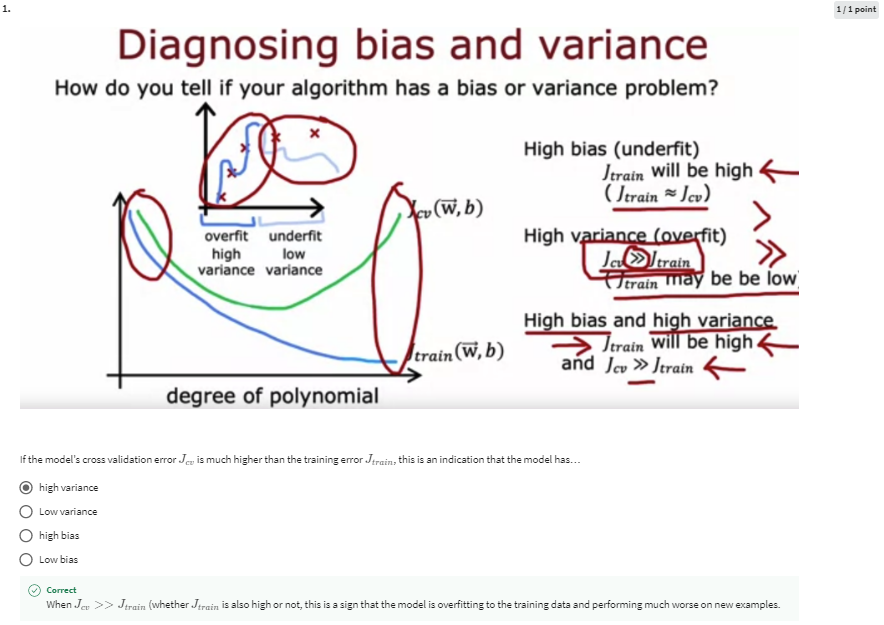 1.
1 / 1 point
Diagnosing bias and variance
How do you tell if your algorithm has a bias or variance problem?
High bias (underfit)
Jtrain will be high
( Jtrain ≈ Jcv)
High variance (overfit)
Jcv ≫ Jtrain
(Jtrain may be be low)
High bias and high variance
Jtrain will be high
and Jcv ≫ Jtrain
overfit underfit
high low
variance variance
Jcv(w⃗, b)
Jtrain(w⃗, b)
degree of polynomial
If the model's cross validation error Jcv is much higher than the training error Jtrain, this is an indication that the model has…
high variance
Low variance
high bias
Low bias
Correct
When Jcv >> Jtrain (whether Jtrain is also high or not, this is a sign that the model is overfitting to the training data and performing much worse on new examples.